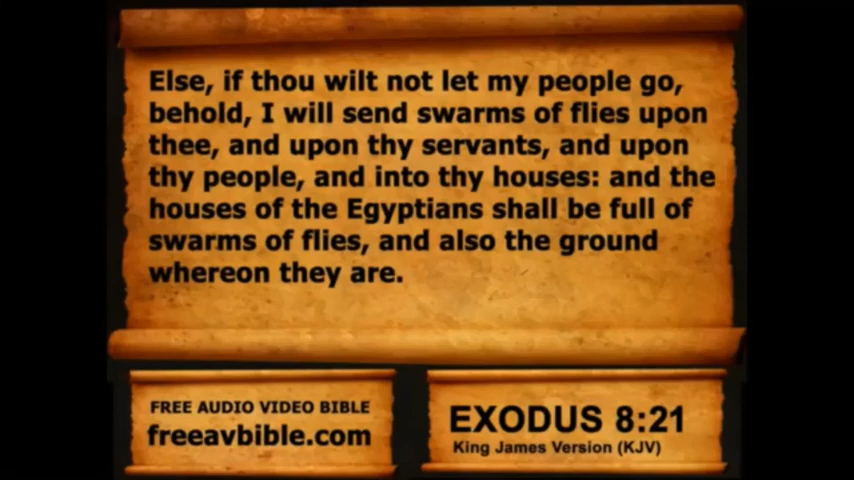 Else, if thou wilt not let my people go,
behold, I will send swarms of flies upon
thee, and upon thy servants, and upon
thy people, and into thy houses: and the
houses of the Egyptians shall be full of
swarms of flies, and also the ground
whereon they are.
FREE AUDIO VIDEO BIBLE
freeavbible.com
EXODUS 8:21
King James Version (KJV)